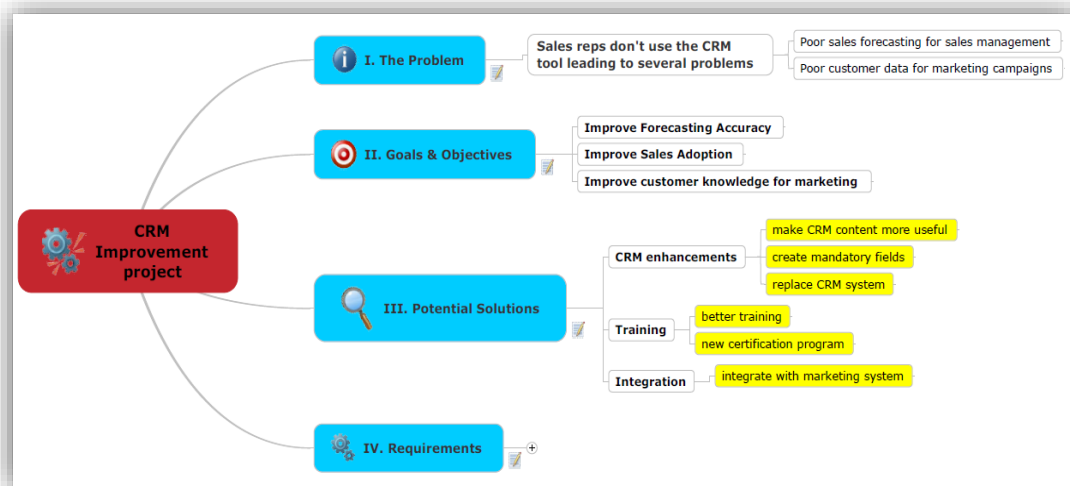 CRM
Improvement
project
I. The Problem
Sales reps don't use the CRM
tool leading to several problems
Poor sales forecasting for sales management
Poor customer data for marketing campaigns
II. Goals & Objectives
Improve Forecasting Accuracy
Improve Sales Adoption
Improve customer knowledge for marketing
III. Potential Solutions
CRM enhancements
make CRM content more useful
create mandatory fields
replace CRM system
Training
better training
new certification program
Integration
integrate with marketing system
IV. Requirements